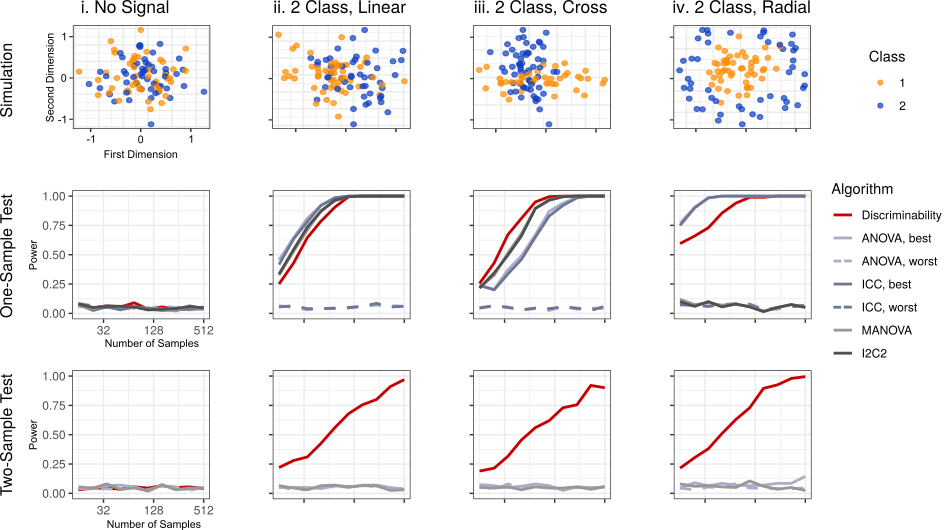 i. No Signal
ii. 2 Class, Linear
iii. 2 Class, Cross
iv. 2 Class, Radial
Simulation
Second Dimension
1
0
-1
-1
0
1
First Dimension
Class
1
2
One-Sample Test
Power
1.00
0.75
0.50
0.25
0.00
32
128
512
Number of Samples
Algorithm
Discriminability
ANOVA, best
ANOVA, worst
ICC, best
ICC, worst
MANOVA
I2C2
Two-Sample Test
Power
1.00
0.75
0.50
0.25
0.00
32
128
512
Number of Samples